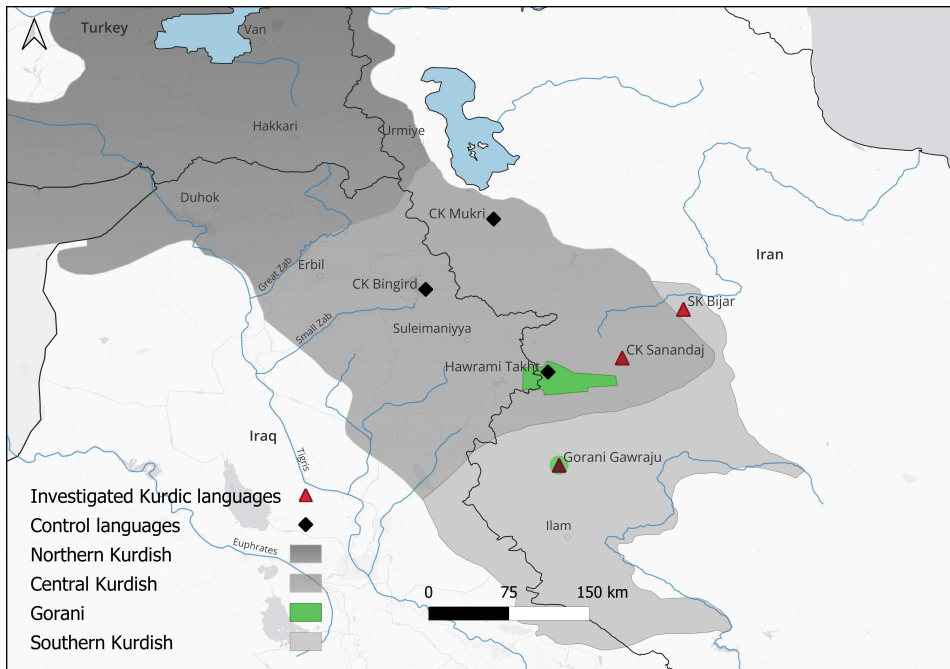 Turkey
Van
Hakkari
Urmiye
Duhok
CK Mukri
Great Zab
Erbil
Iran
CK Bingird
SK Bijar
Small Zab
Suleimaniyya
CK Sanandaj
Hawrami Takht
Iraq
Tigris
Gorani Gawraju
Investigated Kurdic languages
Control languages
Ilam
Euphrates
Northern Kurdish
Central Kurdish
0 75 150 km
Gorani
Southern Kurdish